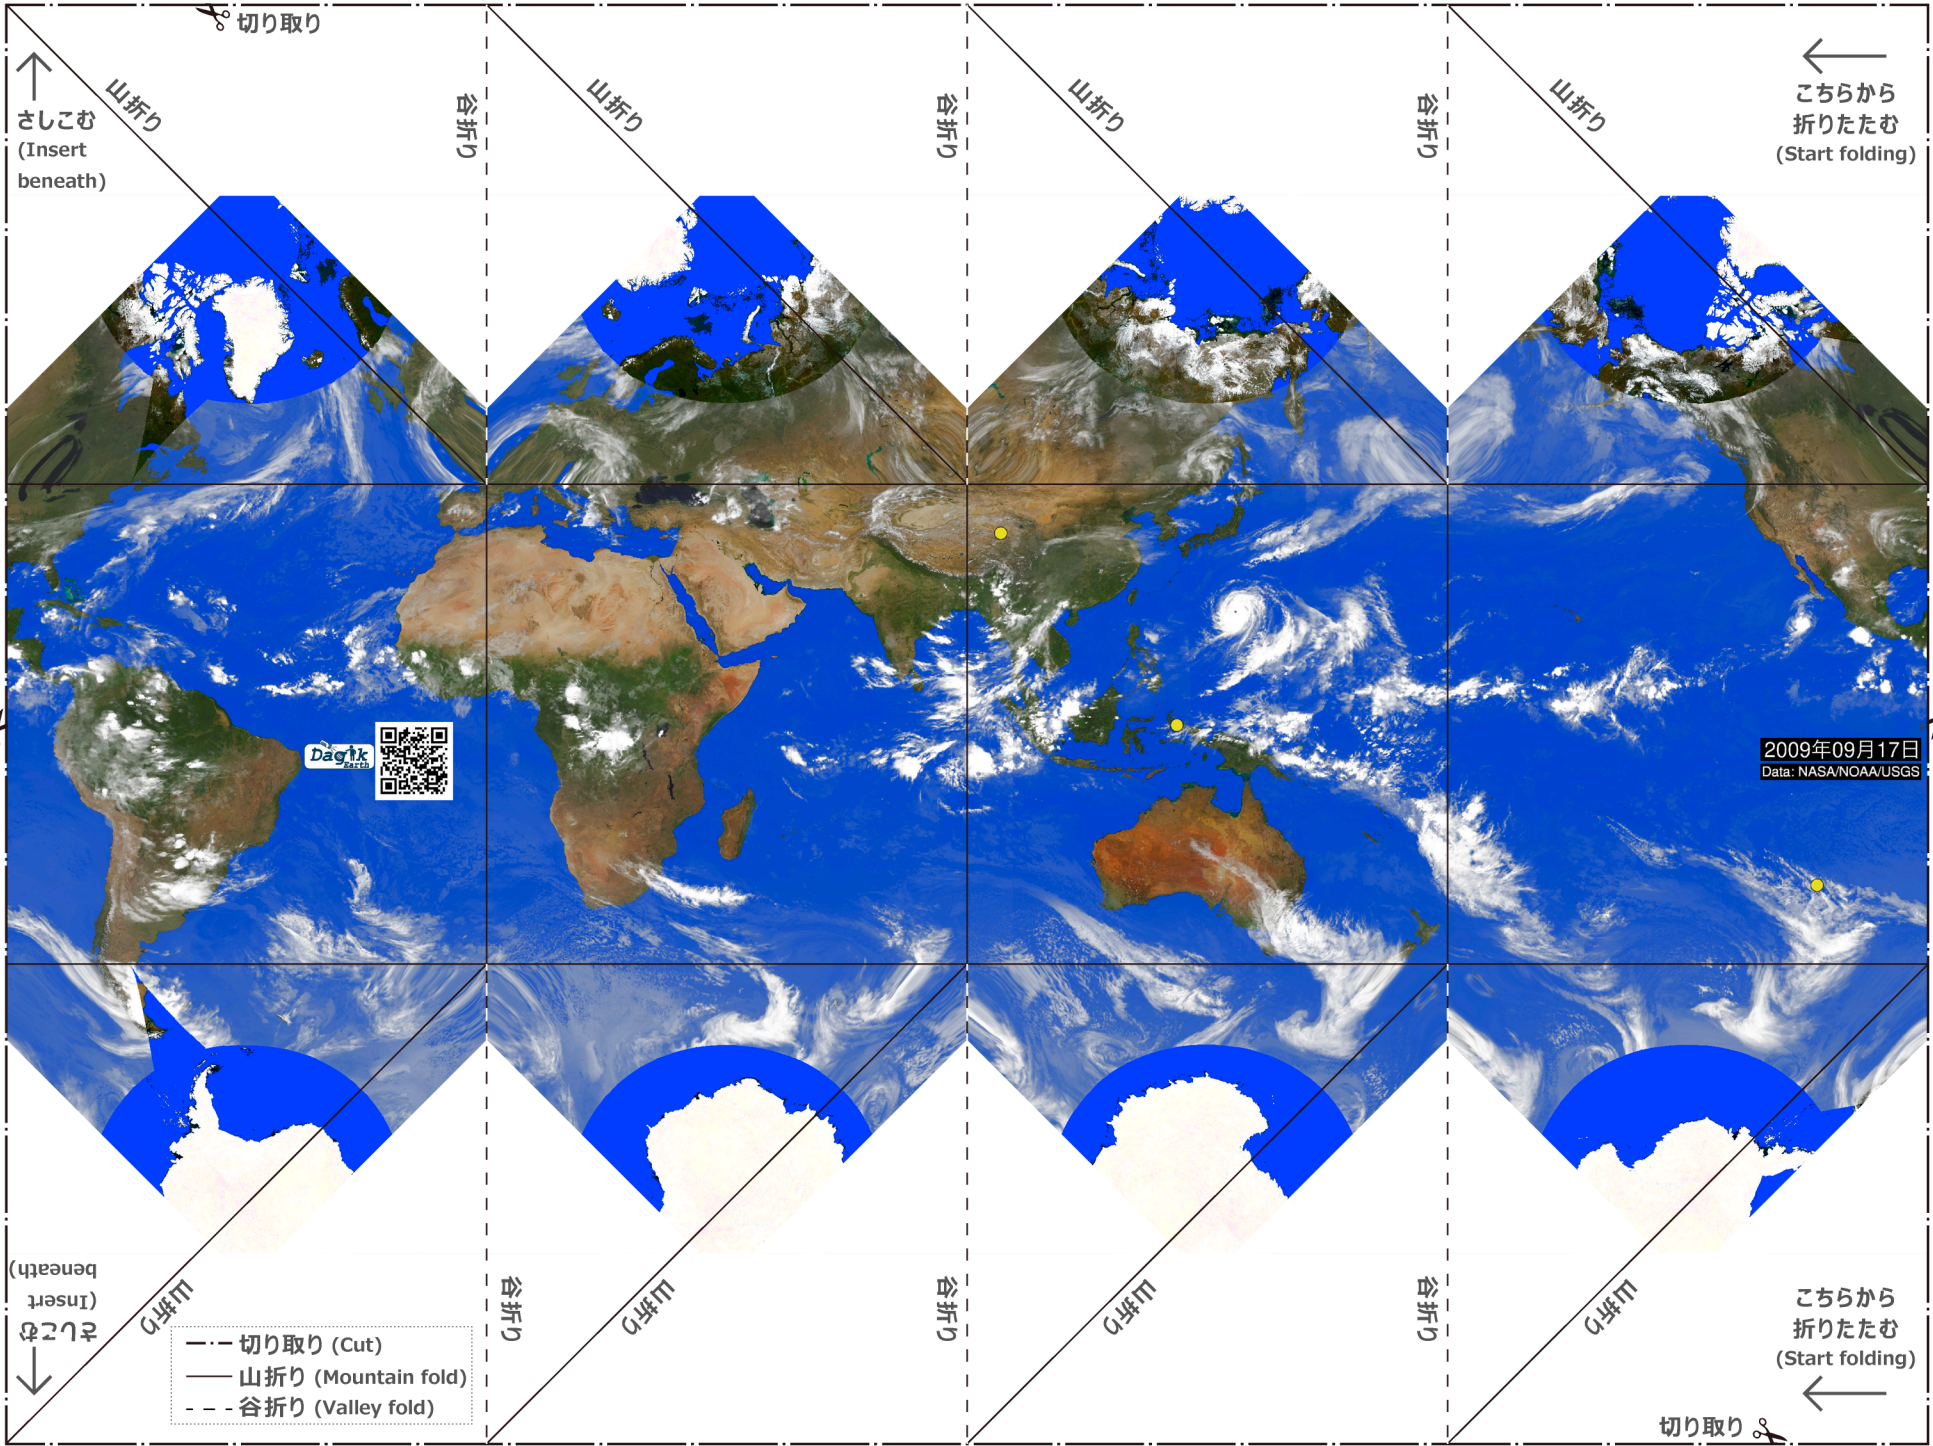 切り取り
山折り
谷折り
山折り
谷折り
山折り
谷折り
山折り
さしこむ
(Insert
beneath)
こちらから
折りたたむ
(Start folding)
Dagik
Earth
2009年09月17日
Data: NASA/NOAA/USGS
さしこむ
(Insert
beneath)
山折り
谷折り
山折り
谷折り
山折り
谷折り
山折り
切り取り (Cut)
山折り (Mountain fold)
谷折り (Valley fold)
こちらから
折りたたむ
(Start folding)
切り取り